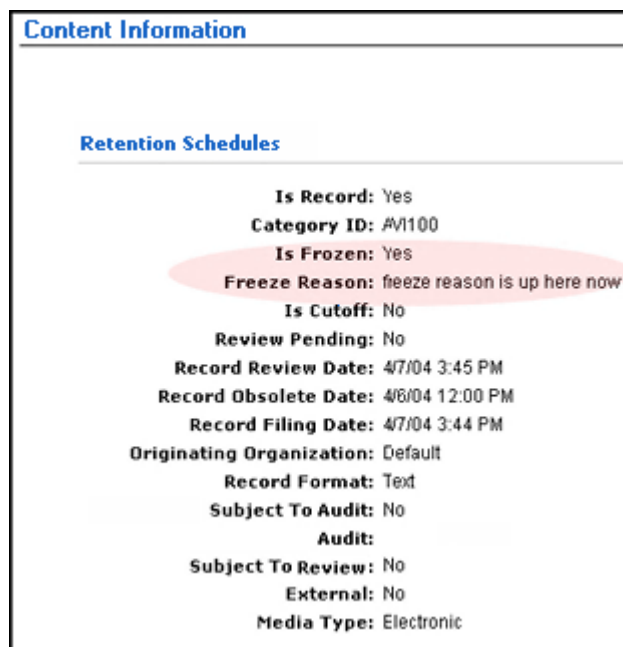 Content Information
Retention Schedules
Is Record: Yes
Category ID: AVI100
Is Frozen: Yes
Freeze Reason: freeze reason is up here now
Is Cutoff: No
Review Pending: No
Record Review Date: 4/7/04 3:45 PM
Record Obsolete Date: 4/6/04 12:00 PM
Record Filing Date: 4/7/04 3:44 PM
Originating Organization: Default
Record Format: Text
Subject To Audit: No
Audit:
Subject To Review: No
External: No
Media Type: Electronic